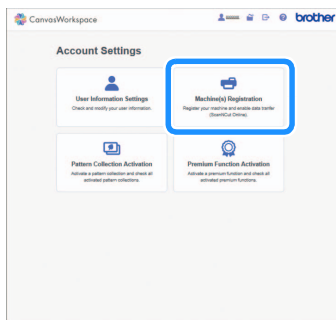 CanvasWorkspace
brother
Account Settings
User Information Settings
Check and modify your user information.
Machine(s) Registration
Register your machine and enable data tranfer
(ScanNCut Online).
Pattern Collection Activation
Activate a pattern collection and check all
activated pattern collections.
Premium Function Activation
Activate a premium function and check all
activated premium functions.